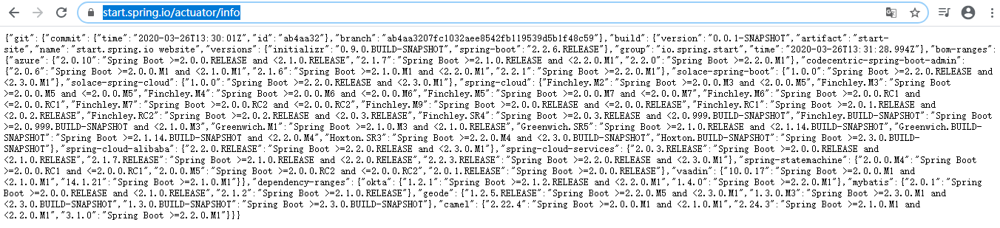 start.spring.io/actuator/info
{"git":{"commit":{"time":"2020-03-26T13:30:01Z","id":"ab4aa32"},"branch":"ab4aa3207fc1032aee8542fb119539d5b1f48c59"},"build":{"version":"0.0.1-SNAPSHOT","artifact":"start-
site","name":"start.spring.io website","versions":{"initializr":"0.9.0.BUILD-SNAPSHOT","spring-boot":"2.2.6.RELEASE"},"group":"io.spring.start","time":"2020-03-26T13:31:28.994Z"},"bom-ranges":
{"azure":{"2.0.10":"Spring Boot >=2.0.0.RELEASE and <2.1.0.RELEASE","2.1.7":"Spring Boot >=2.1.0.RELEASE and <2.2.0.M1","2.2.0":"Spring Boot >=2.2.0.M1"},"codecentric-spring-boot-admin":
{"2.0.6":"Spring Boot >=2.0.0.M1 and <2.1.0.M1","2.1.6":"Spring Boot >=2.1.0.M1 and <2.2.0.M1","2.2.1":"Spring Boot >=2.2.0.M1"},"solace-spring-boot":{"1.0.0":"Spring Boot >=2.2.0.RELEASE and
<2.3.0.M1"},"solace-spring-cloud":{"1.0.0":"Spring Boot >=2.2.0.RELEASE and <2.3.0.M1"},"spring-cloud":{"Finchley.M2":"Spring Boot >=2.0.0.M3 and <2.0.0.M5","Finchley.M3":"Spring Boot
>=2.0.0.M5 and <=2.0.0.M5","Finchley.M4":"Spring Boot >=2.0.0.M6 and <=2.0.0.M6","Finchley.M5":"Spring Boot >=2.0.0.M7 and <=2.0.0.M7","Finchley.M6":"Spring Boot >=2.0.0.RC1 and
<=2.0.0.RC1","Finchley.M7":"Spring Boot >=2.0.0.RC2 and <=2.0.0.RC2","Finchley.M9":"Spring Boot >=2.0.0.RELEASE and <=2.0.0.RELEASE","Finchley.RC1":"Spring Boot >=2.0.1.RELEASE and
<2.0.2.RELEASE","Finchley.RC2":"Spring Boot >=2.0.2.RELEASE and <2.0.3.RELEASE","Finchley.SR4":"Spring Boot >=2.0.3.RELEASE and <2.0.999.BUILD-SNAPSHOT","Finchley.BUILD-SNAPSHOT":"Spring Boot
>=2.0.999.BUILD-SNAPSHOT and <2.1.0.M3","Greenwich.M1":"Spring Boot >=2.1.0.M3 and <2.1.0.RELEASE","Greenwich.SR5":"Spring Boot >=2.1.0.RELEASE and <2.1.14.BUILD-SNAPSHOT","Greenwich.BUILD-
SNAPSHOT":"Spring Boot >=2.1.14.BUILD-SNAPSHOT and <2.2.0.M4","Hoxton.SR3":"Spring Boot >=2.2.0.M4 and <2.3.0.BUILD-SNAPSHOT","Hoxton.BUILD-SNAPSHOT":"Spring Boot >=2.3.0.BUILD-
SNAPSHOT"},"spring-cloud-alibaba":{"2.2.0.RELEASE":"Spring Boot >=2.2.0.RELEASE and <2.3.0.M1"},"spring-cloud-services":{"2.0.3.RELEASE":"Spring Boot >=2.0.0.RELEASE and
<2.1.0.RELEASE","2.1.7.RELEASE":"Spring Boot >=2.1.0.RELEASE and <2.2.0.RELEASE","2.2.3.RELEASE":"Spring Boot >=2.2.0.RELEASE and <2.3.0.M1"},"spring-statemachine":{"2.0.0.M4":"Spring Boot
>=2.0.0.RC1 and <=2.0.0.RC1","2.0.0.M5":"Spring Boot >=2.0.0.RC2 and <=2.0.0.RC2","2.0.1.RELEASE":"Spring Boot >=2.0.0.RELEASE"},"vaadin":{"10.0.17":"Spring Boot >=2.0.0.M1 and
<2.1.0.M1","14.1.21":"Spring Boot >=2.1.0.M1"}},"dependency-ranges":{"okta":{"1.2.1":"Spring Boot >=2.1.2.RELEASE and <2.2.0.M1","1.4.0":"Spring Boot >=2.2.0.M1"},"mybatis":{"2.0.1":"Spring
Boot >=2.0.0.RELEASE and <2.1.0.RELEASE","2.1.2":"Spring Boot >=2.1.0.RELEASE"},"geode":{"1.2.5.RELEASE":"Spring Boot >=2.2.0.M5 and <2.3.0.M1","1.3.0.M3":"Spring Boot >=2.3.0.M1 and
<2.3.0.BUILD-SNAPSHOT","1.3.0.BUILD-SNAPSHOT":"Spring Boot >=2.3.0.BUILD-SNAPSHOT"},"camel":{"2.22.4":"Spring Boot >=2.0.0.M1 and <2.1.0.M1","2.24.3":"Spring Boot >=2.1.0.M1 and
<2.2.0.M1","3.1.0":"Spring Boot >=2.2.0.M1"}}}